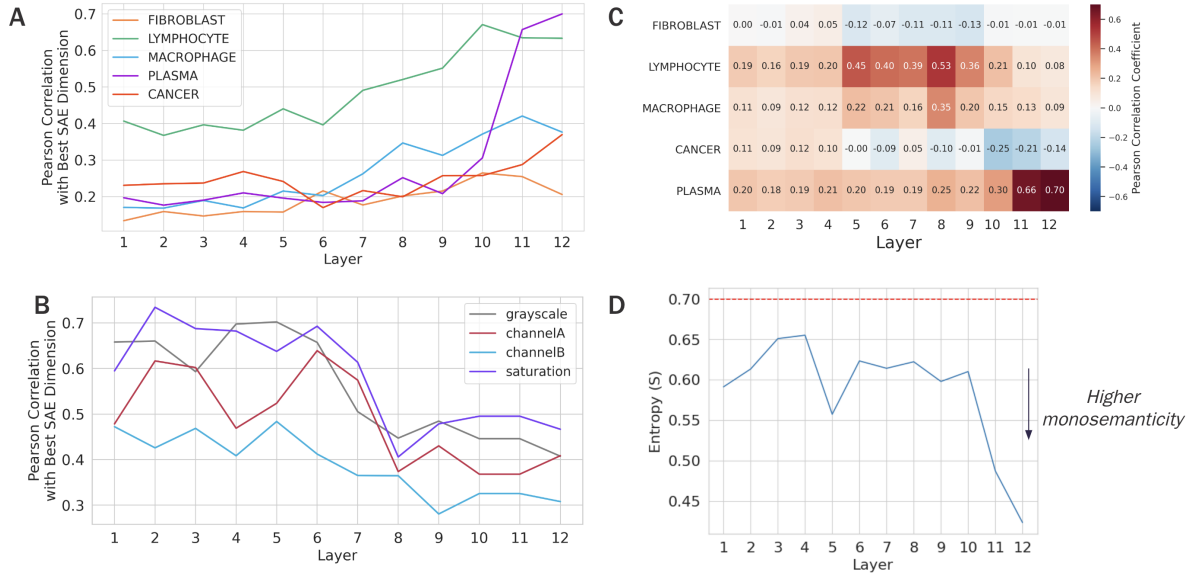 A
Pearson Correlation
with Best SAE Dimension
0.7
0.6
0.5
0.4
0.3
0.2
FIBROBLAST
LYMPHOCYTE
MACROPHAGE
PLASMA
CANCER
1 2 3 4 5 6 7 8 9 10 11 12
Layer
C
FIBROBLAST 0.00 -0.01 0.04 0.05 -0.12 -0.07 -0.11 -0.11 -0.13 -0.01 -0.01 -0.01
LYMPHOCYTE 0.19 0.16 0.19 0.20 0.45 0.40 0.39 0.53 0.36 0.21 0.10 0.08
MACROPHAGE 0.11 0.09 0.12 0.12 0.22 0.21 0.16 0.35 0.20 0.15 0.13 0.09
CANCER 0.11 0.09 0.12 0.10 -0.00 -0.09 0.05 -0.10 -0.01 -0.25 -0.21 -0.14
PLASMA 0.20 0.18 0.19 0.21 0.20 0.19 0.19 0.25 0.22 0.30 0.66 0.70
1 2 3 4 5 6 7 8 9 10 11 12
Layer
0.6
0.4
0.2
0.0
−0.2
−0.4
−0.6
Pearson Correlation Coefficient
B
Pearson Correlation
with Best SAE Dimension
0.7
0.6
0.5
0.4
0.3
grayscale
channelA
channelB
saturation
1 2 3 4 5 6 7 8 9 10 11 12
Layer
D
Entropy (S)
0.70
0.65
0.60
0.55
0.50
0.45
1 2 3 4 5 6 7 8 9 10 11 12
Layer
Higher
monosemanticity